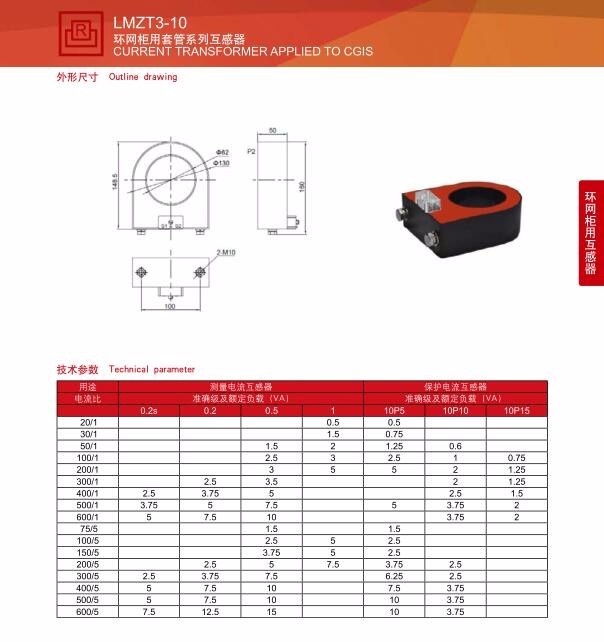 LMZT3-10
环网柜用套管系列互感器
CURRENT TRANSFORMER APPLIED TO CGIS
外形尺寸 Outline drawing
50
P2
Φ82
Φ130
148.5
160
S1 S2
2-M10
100
环网柜用互感器
技术参数 Technical parameter
用途 测量电流互感器 保护电流互感器
电流比 准确级及额定负载（VA） 准确级及额定负载（VA）
0.2s 0.2 0.5 1 10P5 10P10 10P15
20/1 0.5 0.5
30/1 1.5 0.75
50/1 1.5 2 1.25 0.6
100/1 2.5 3 2.5 1 0.75
200/1 3 5 5 2 1.25
300/1 2.5 3.5 2 1.25
400/1 2.5 3.75 5 2.5 1.5
500/1 3.75 5 7.5 5 3.75 2
600/1 5 7.5 10 3.75 2
75/5 1.5 1.5
100/5 2.5 5 2.5
150/5 3.75 5 2.5
200/5 2.5 5 7.5 3.75 2.5
300/5 2.5 3.75 7.5 6.25 2.5
400/5 5 7.5 10 7.5 3.75
500/5 5 7.5 10 10 3.75
600/5 7.5 12.5 15 10 3.75